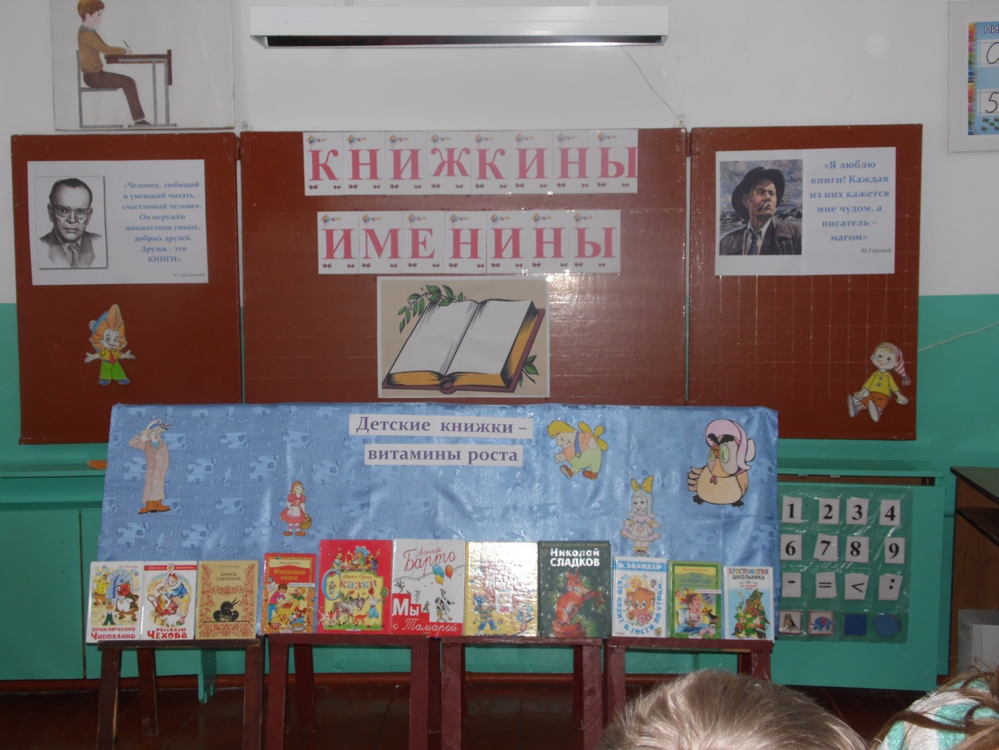 КНИЖКИНЫ
ИМЕНИНЫ
«Человек, любящий
и умеющий читать, -
счастливый человек.
Он окружён
множеством умных,
добрых друзей.
Друзья – эти
КНИГИ»
«Я люблю
книги! Каждая
из них кажется
мне чудом, а
писатель –
магом»
М.Горький
Детские книжки –
витамины роста
ПРИКЛЮЧЕНИЯ
ЧИПОЛЛИНО
РАССКАЗЫ
ЧЕХОВА
КОНЕК
ГОРБУНОК
Мишкина
каша
Сказки
Агния
Барто
Мы
с Тамарой
Николай
СЛАДКОВ
Б. ЗАХОДЕР
КТО ХОДИТ
В ГОСТИ ПО УТРАМ
ХРЕСТОМАТИЯ
ШКОЛЬНИКА
1 2 3 4
6 7 8 9
- = < :
5